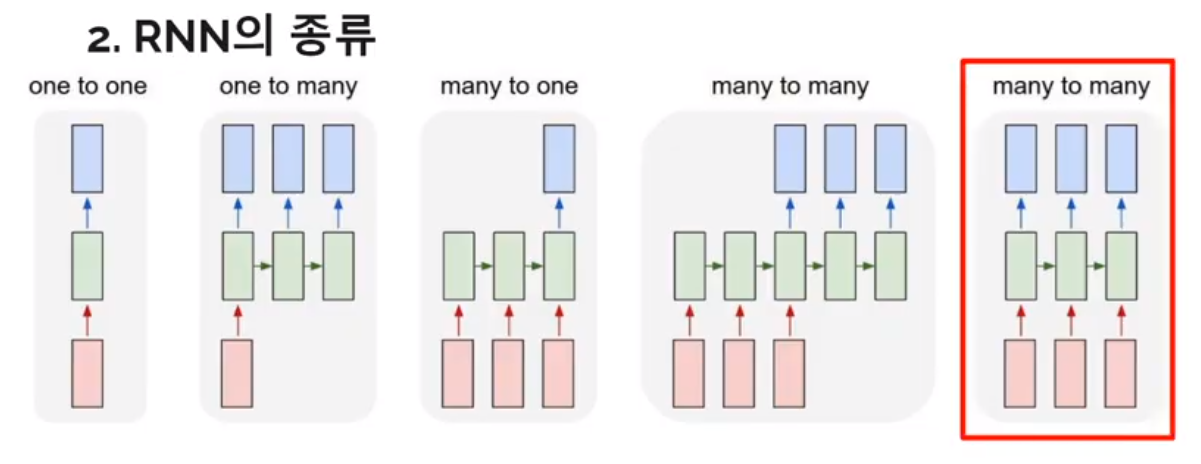 2. RNN의 종류
one to one
one to many
many to one
many to many
many to many